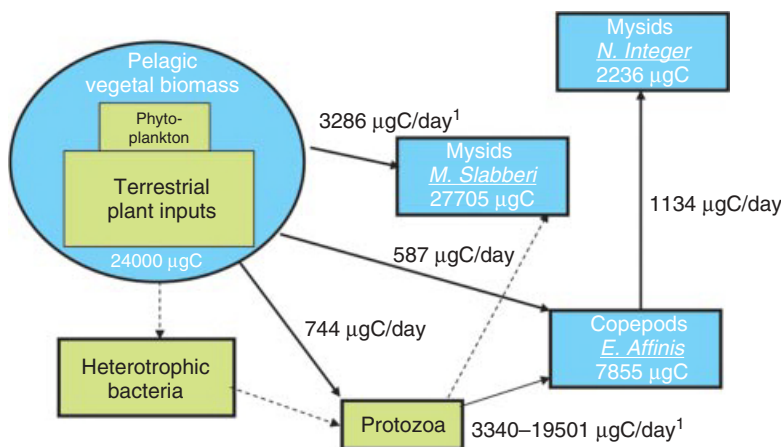 Pelagic
vegetal biomass
Phyto-
plankton
Terrestrial
plant inputs
24000 μgC
3286 μgC/day¹
Mysids
M. Slabberi
27705 μgC
Mysids
N. Integer
2236 μgC
1134 μgC/day
587 μgC/day
744 μgC/day
Copepods
E. Affinis
7855 μgC
Heterotrophic
bacteria
Protozoa
3340–19501 μgC/day¹